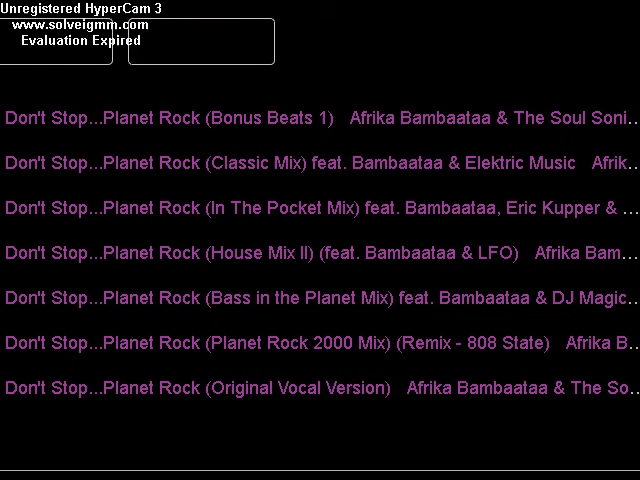 Unregistered HyperCam 3
www.solveigmm.com
Evaluation Expired
Don't Stop...Planet Rock (Bonus Beats 1) Afrika Bambaataa & The Soul Soni...
Don't Stop...Planet Rock (Classic Mix) feat. Bambaataa & Elektric Music Afrik...
Don't Stop...Planet Rock (In The Pocket Mix) feat. Bambaataa, Eric Kupper & ...
Don't Stop...Planet Rock (House Mix II) (feat. Bambaataa & LFO) Afrika Bam...
Don't Stop...Planet Rock (Bass in the Planet Mix) feat. Bambaataa & DJ Magic...
Don't Stop...Planet Rock (Planet Rock 2000 Mix) (Remix - 808 State) Afrika B...
Don't Stop...Planet Rock (Original Vocal Version) Afrika Bambaataa & The So...